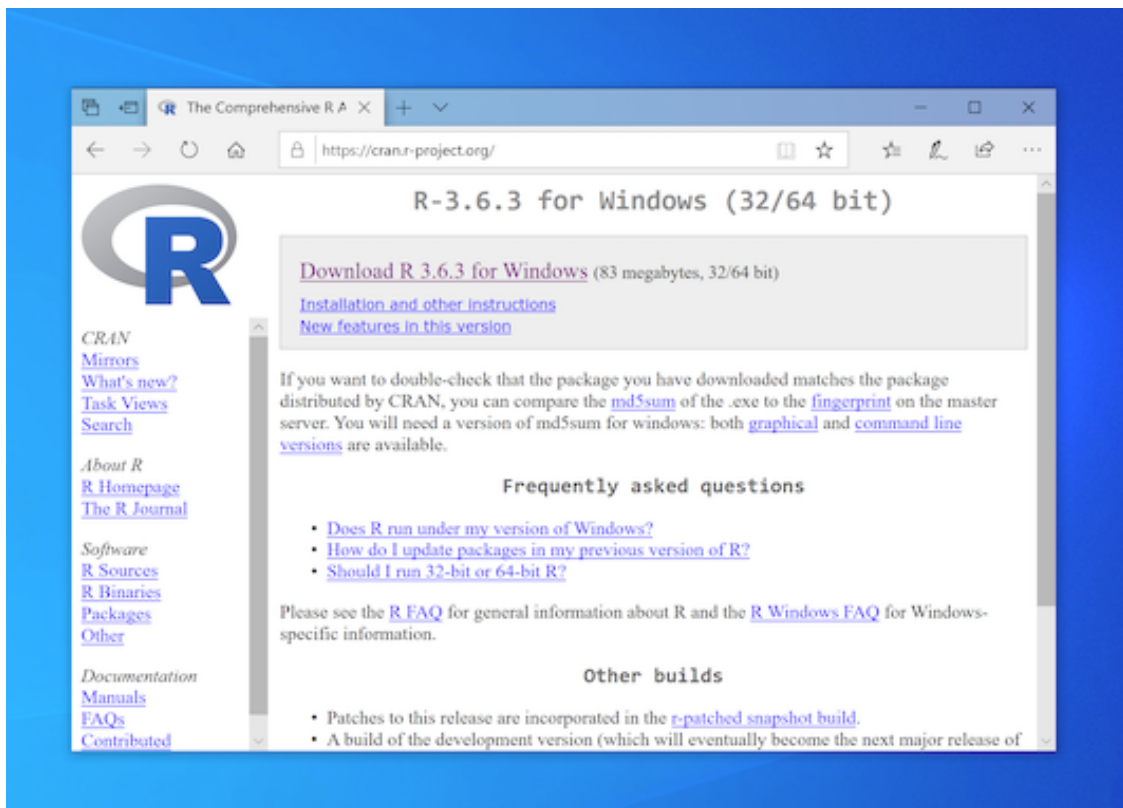 The Comprehensive R A
https://cran.r-project.org/
R
CRAN
Mirrors
What's new?
Task Views
Search
About R
R Homepage
The R Journal
Software
R Sources
R Binaries
Packages
Other
Documentation
Manuals
FAQs
Contributed
R-3.6.3 for Windows (32/64 bit)
Download R 3.6.3 for Windows (83 megabytes, 32/64 bit)
Installation and other instructions
New features in this version
If you want to double-check that the package you have downloaded matches the package
distributed by CRAN, you can compare the md5sum of the .exe to the fingerprint on the master
server. You will need a version of md5sum for windows: both graphical and command line
versions are available.
Frequently asked questions
• Does R run under my version of Windows?
• How do I update packages in my previous version of R?
• Should I run 32-bit or 64-bit R?
Please see the R FAQ for general information about R and the R Windows FAQ for Windows-
specific information.
Other builds
• Patches to this release are incorporated in the r-patched snapshot build.
• A build of the development version (which will eventually become the next major release of